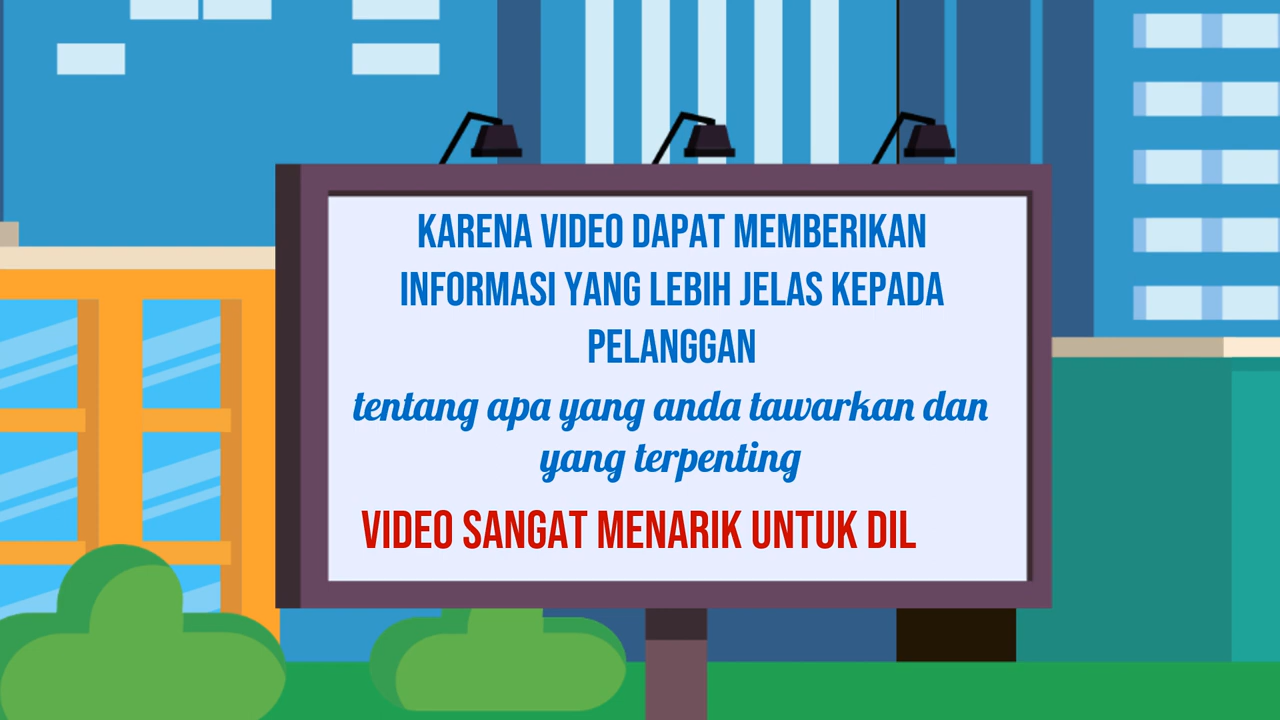 KARENA VIDEO DAPAT MEMBERIKAN
INFORMASI YANG LEBIH JELAS KEPADA
PELANGGAN
tentang apa yang anda tawarkan dan
yang terpenting
VIDEO SANGAT MENARIK UNTUK DIL